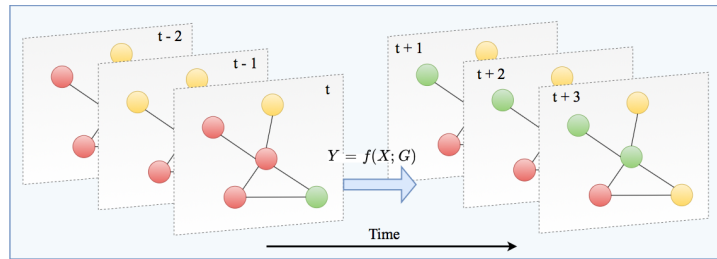 t - 2
t - 1
t
Y = f(X; G)
t + 1
t + 2
t + 3
Time